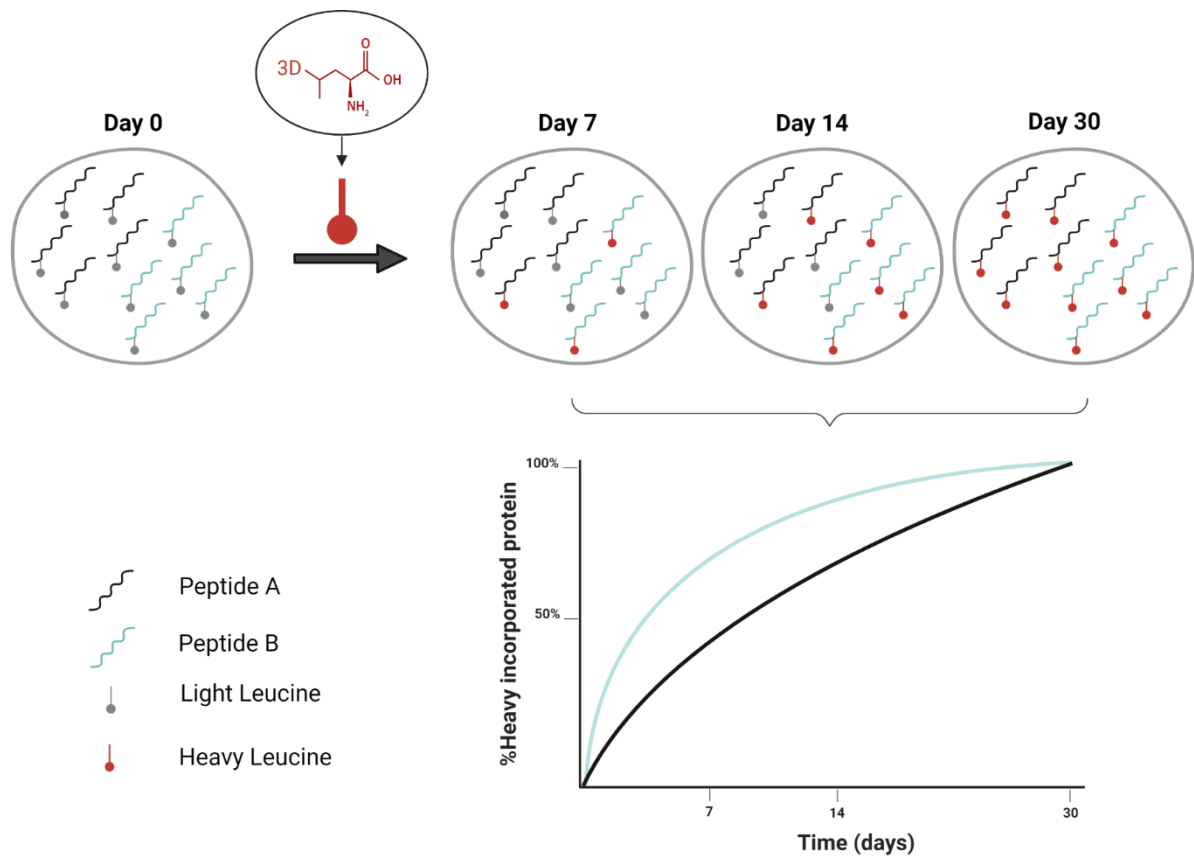 3D
O
OH
NH2
Day 0
Day 7
Day 14
Day 30
100%
50%
%Heavy incorporated protein
7
14
30
Time (days)
Peptide A
Peptide B
Light Leucine
Heavy Leucine